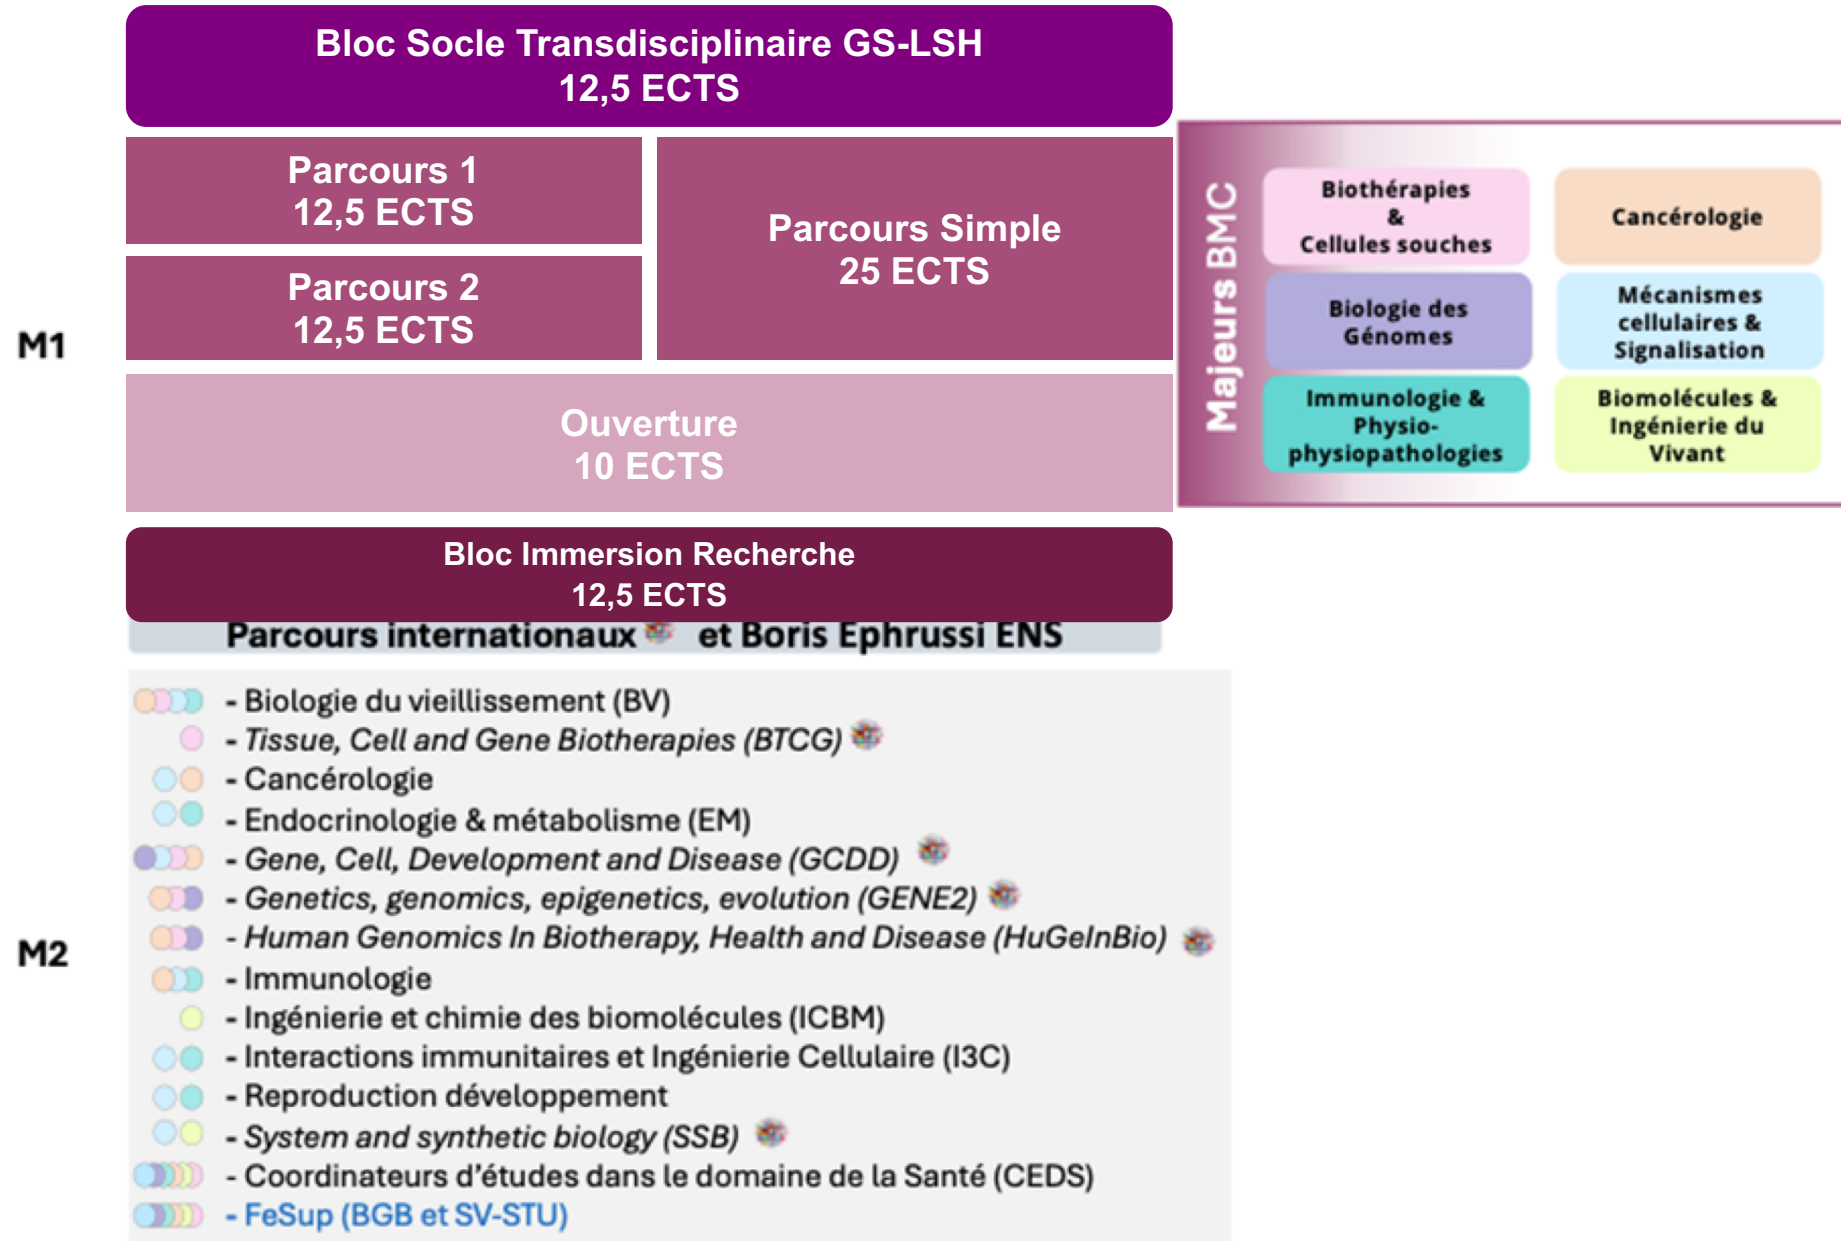 Bloc Socle Transdisciplinaire GS-LSH
12,5 ECTS
Parcours 1
12,5 ECTS
Parcours 2
12,5 ECTS
Parcours Simple
25 ECTS
M1
Ouverture
10 ECTS
Majeurs BMC
Biothérapies
&
Cellules souches
Cancérologie
Biologie des
Génomes
Mécanismes
cellulaires &
Signalisation
Immunologie &
Physio-
physiopathologies
Biomolécules &
Ingénierie du
Vivant
Bloc Immersion Recherche
12,5 ECTS
Parcours internationaux et Boris Ephrussi ENS
M2
- Biologie du vieillissement (BV)
- Tissue, Cell and Gene Biotherapies (BTCG)
- Cancérologie
- Endocrinologie & métabolisme (EM)
- Gene, Cell, Development and Disease (GCDD)
- Genetics, genomics, epigenetics, evolution (GENE2)
- Human Genomics In Biotherapy, Health and Disease (HuGeInBio)
- Immunologie
- Ingénierie et chimie des biomolécules (ICBM)
- Interactions immunitaires et Ingénierie Cellulaire (I3C)
- Reproduction développement
- System and synthetic biology (SSB)
- Coordinateurs d'études dans le domaine de la Santé (CEDS)
- FeSup (BGB et SV-STU)